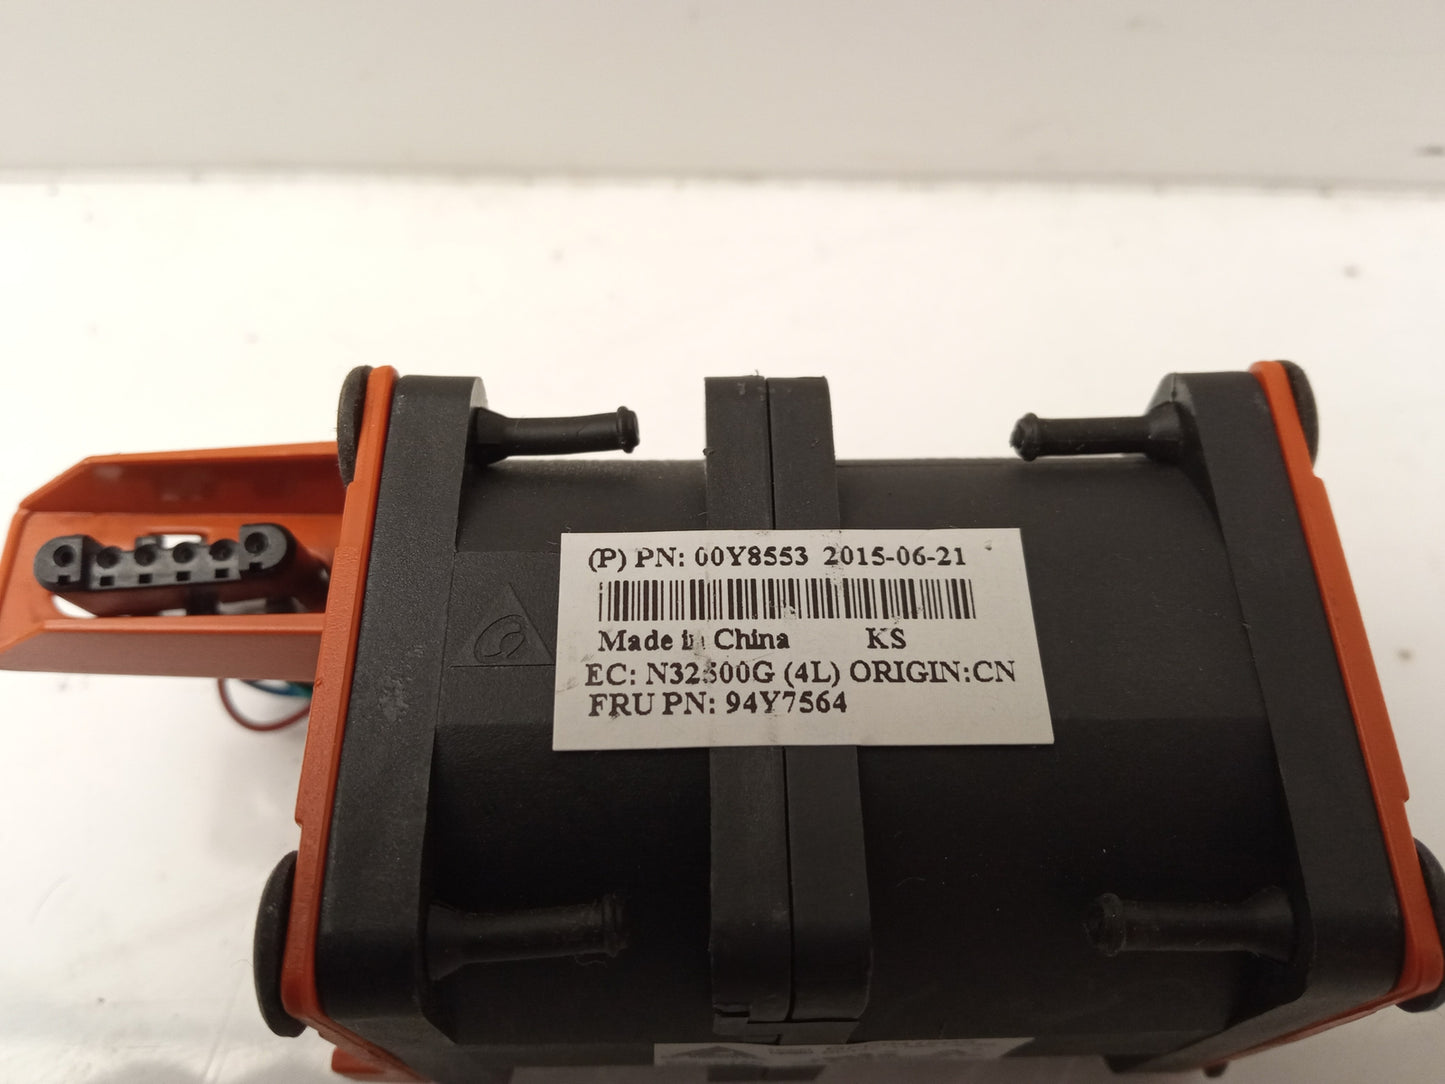 (P) PN: 00Y8553 2015-06-21
Made in China KS
EC: N32500G (4L) ORIGIN:CN
FRU PN: 94Y7564